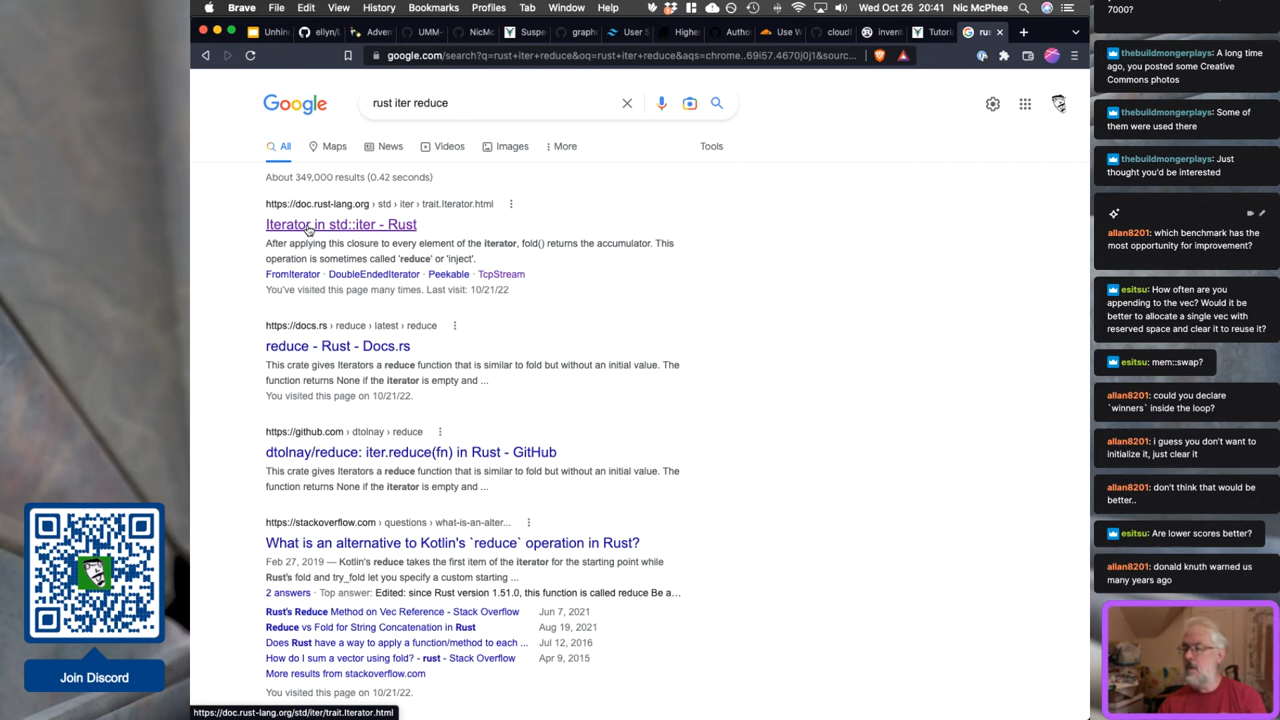 Brave
File
Edit
View
History
Bookmarks
Profiles
Tab
Window
Help
Wed Oct 26 20:41
Nic McPhee
Unhin
ellyn/L
Adven
UMM-
NicMc
Suspe
graph
User S
Higher
Autho
Use W
cloudf
invent
Tutoria
rus
google.com/search?q=rust+iter+reduce&oq=rust+iter+reduce&aqs=chrome..69i57.4670j0j1&sourc...
Google
rust iter reduce
All
Maps
News
Videos
Images
More
Tools
About 349,000 results (0.42 seconds)
https://doc.rust-lang.org › std › iter › trait.Iterator.html
Iterator in std::iter - Rust
After applying this closure to every element of the iterator, fold() returns the accumulator. This
operation is sometimes called 'reduce' or 'inject'.
FromIterator · DoubleEndedIterator · Peekable · TcpStream
You've visited this page many times. Last visit: 10/21/22
https://docs.rs › reduce › latest › reduce
reduce - Rust - Docs.rs
This crate gives Iterators a reduce function that is similar to fold but without an initial value. The
function returns None if the iterator is empty and ...
You visited this page on 10/21/22.
https://github.com › dtolnay › reduce
dtolnay/reduce: iter.reduce(fn) in Rust - GitHub
This crate gives Iterators a reduce function that is similar to fold but without an initial value. The
function returns None if the iterator is empty and ...
https://stackoverflow.com › questions › what-is-an-alter...
What is an alternative to Kotlin's `reduce` operation in Rust?
Feb 27, 2019 — Kotlin's reduce takes the first item of the iterator for the starting point while
Rust's fold and try_fold let you specify a custom starting ...
2 answers · Top answer: Edited: since Rust version 1.51.0, this function is called reduce Be a...
Rust's Reduce Method on Vec Reference - Stack Overflow Jun 7, 2021
Reduce vs Fold for String Concatenation in Rust Aug 19, 2021
Does Rust have a way to apply a function/method to each ... Jul 12, 2016
How do I sum a vector using fold? - rust - Stack Overflow Apr 9, 2015
More results from stackoverflow.com
You visited this page on 10/21/22.
https://doc.rust-lang.org/std/iter/trait.Iterator.html
Join Discord
7000?
thebuildmongerplays: A long time
ago, you posted some Creative
Commons photos
thebuildmongerplays: Some of
them were used there
thebuildmongerplays: Just
thought you'd be interested
allan8201: which benchmark has the
most opportunity for improvement?
esitsu: How often are you
appending to the vec? Would it be
better to allocate a single vec with
reserved space and clear it to reuse it?
esitsu: mem::swap?
allan8201: could you declare
`winners` inside the loop?
allan8201: i guess you don't want to
initialize it, just clear it
allan8201: don't think that would be
better..
esitsu: Are lower scores better?
allan8201: donald knuth warned us
many years ago